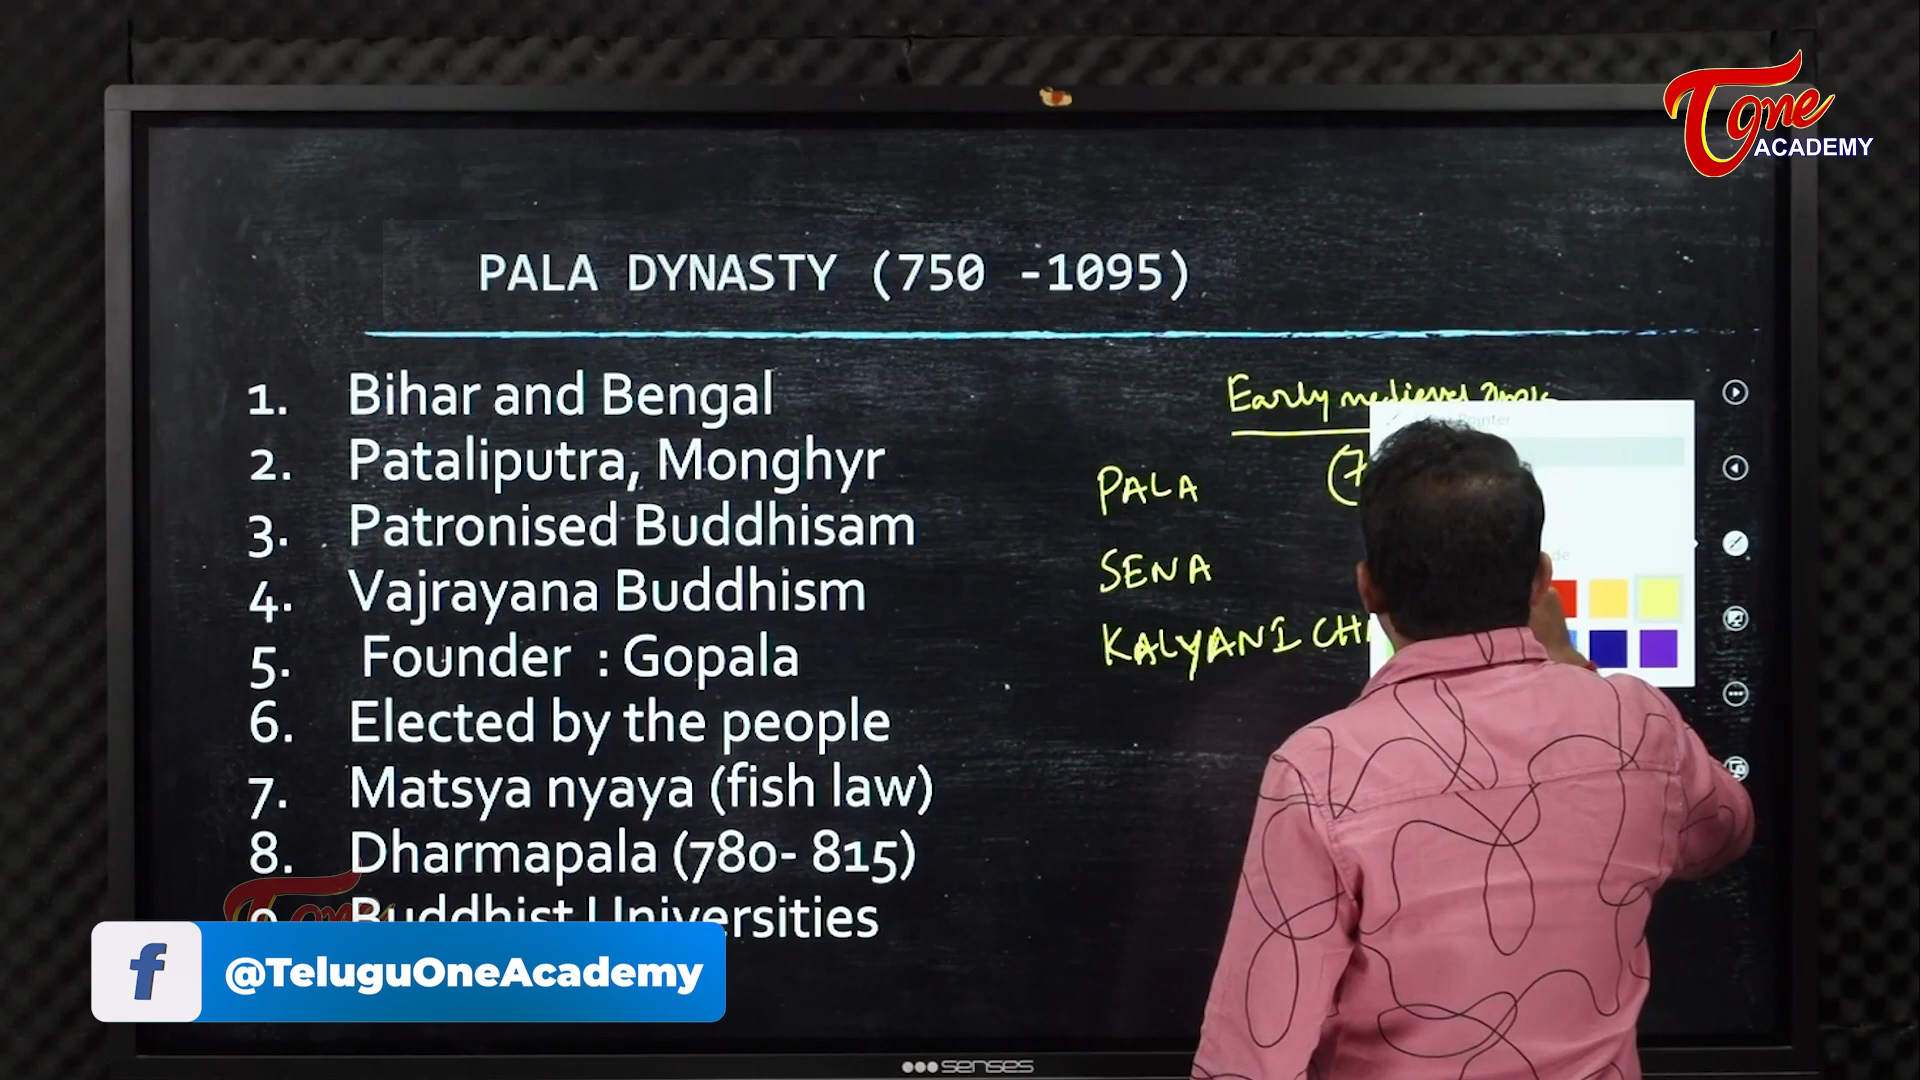 Tone
ACADEMY
PALA DYNASTY (750 -1095)
1. Bihar and Bengal
2. Pataliputra, Monghyr
3. Patronised Buddhisam
4. Vajrayana Buddhism
5. Founder : Gopala
6. Elected by the people
7. Matsya nyaya (fish law)
8. Dharmapala (780- 815)
9. Buddhist Universities
Early
PALA
SENA
KALYANI
@TeluguOneAcademy
senses